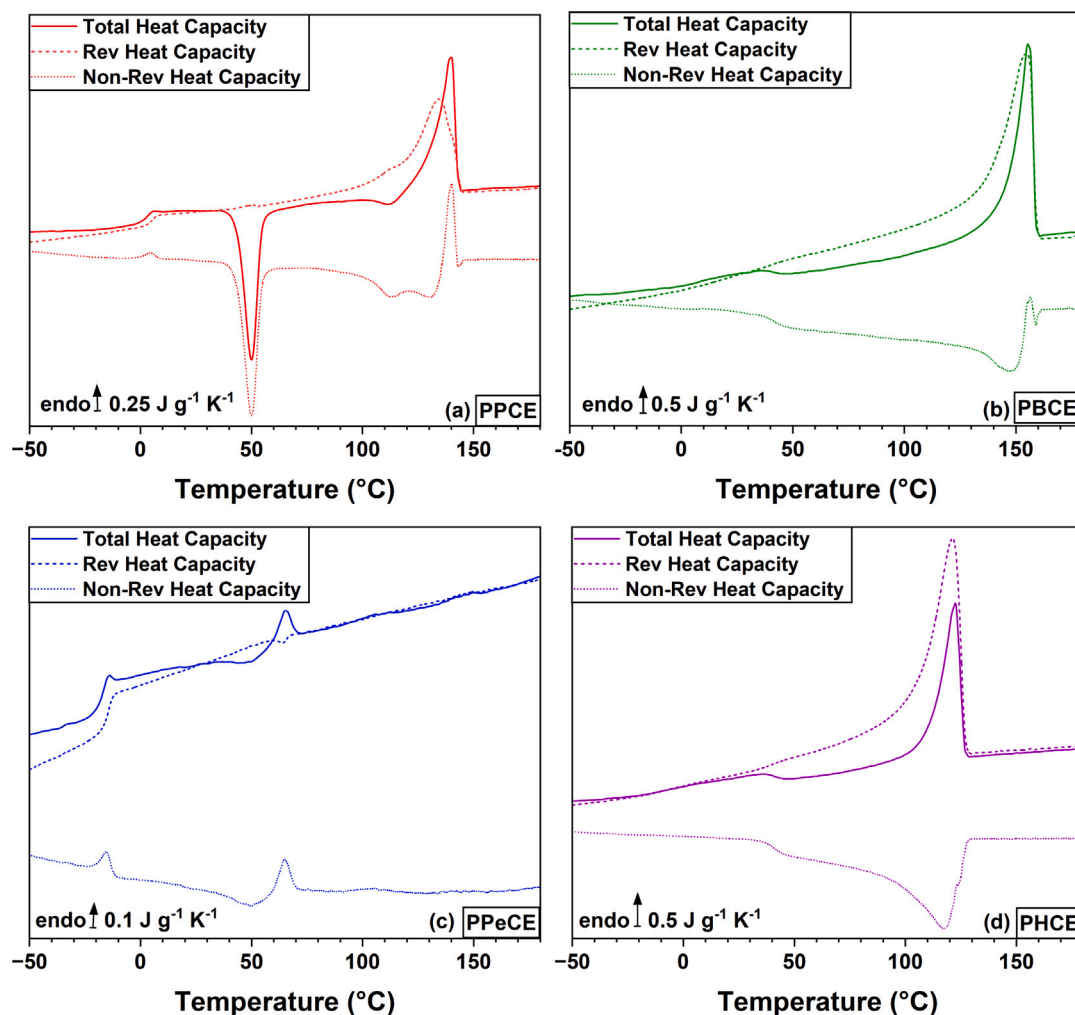 Total Heat Capacity
Rev Heat Capacity
Non-Rev Heat Capacity
endo 0.25 J g⁻¹ K⁻¹
(a) PPCE
−50 0 50 100 150
Temperature (°C)
Total Heat Capacity
Rev Heat Capacity
Non-Rev Heat Capacity
endo 0.5 J g⁻¹ K⁻¹
(b) PBCE
-50 0 50 100 150
Temperature (°C)
Total Heat Capacity
Rev Heat Capacity
Non-Rev Heat Capacity
endo 0.1 J g⁻¹ K⁻¹
(c) PPeCE
−50 0 50 100 150
Temperature (°C)
Total Heat Capacity
Rev Heat Capacity
Non-Rev Heat Capacity
endo 0.5 J g⁻¹ K⁻¹
(d) PHCE
−50 0 50 100 150
Temperature (°C)